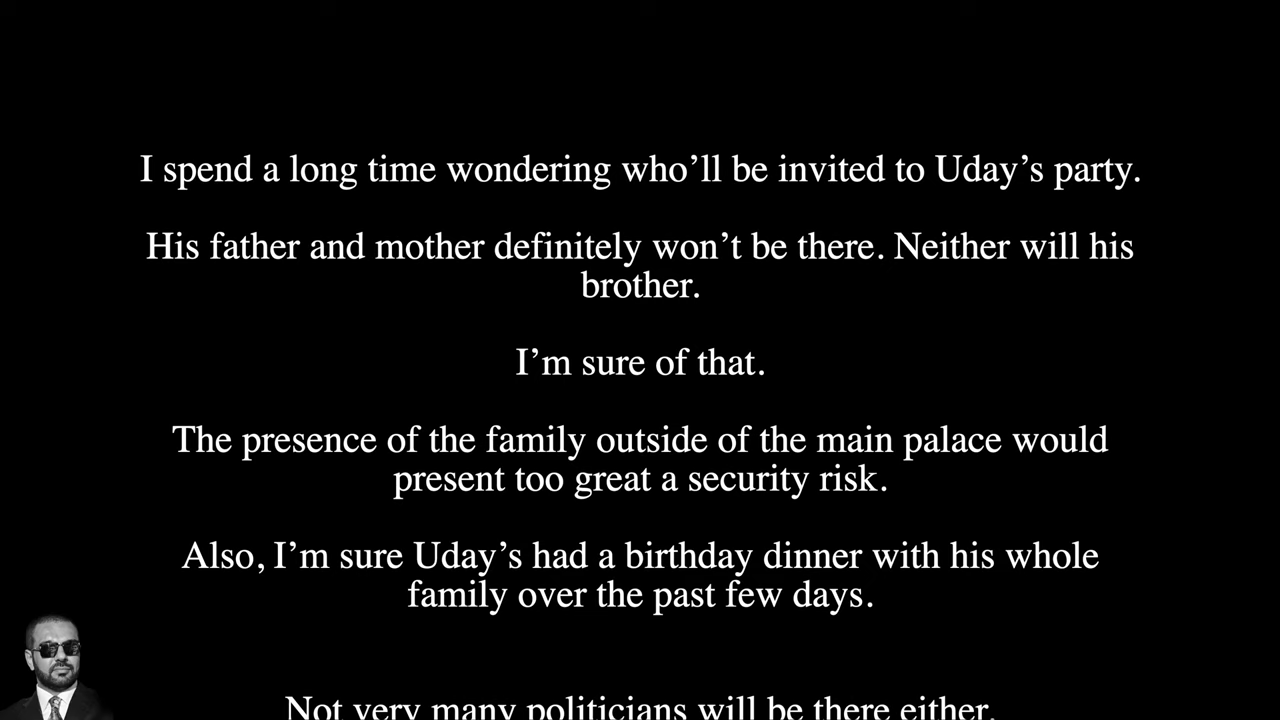 I spend a long time wondering who’ll be invited to Uday’s party.
His father and mother definitely won’t be there. Neither will his
brother.
I’m sure of that.
The presence of the family outside of the main palace would
present too great a security risk.
Also, I’m sure Uday’s had a birthday dinner with his whole
family over the past few days.
Not very many politicians will be there either.